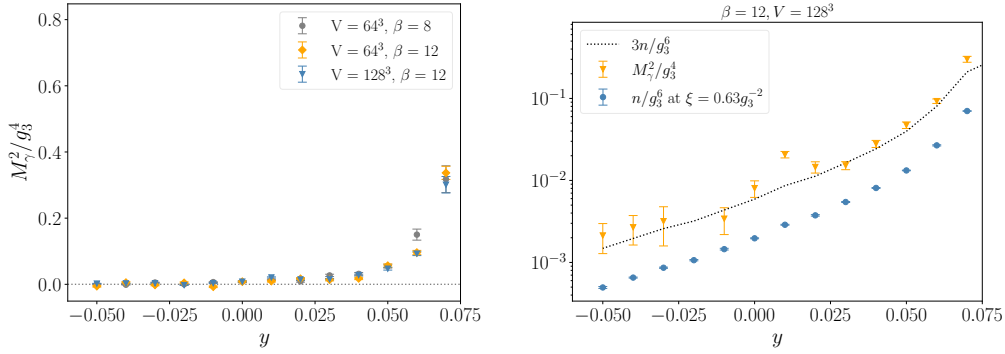 0.8
0.6
0.4
0.2
0.0
M_γ^2/g_3^4
V = 64^3, β = 8
V = 64^3, β = 12
V = 128^3, β = 12
−0.050
−0.025
0.000
0.025
0.050
0.075
y
β = 12, V = 128^3
3n/g_3^6
M_γ^2/g_3^4
n/g_3^6 at ξ = 0.63g_3^{-2}
10^{-1}
10^{-2}
10^{-3}
−0.050
−0.025
0.000
0.025
0.050
0.075
y